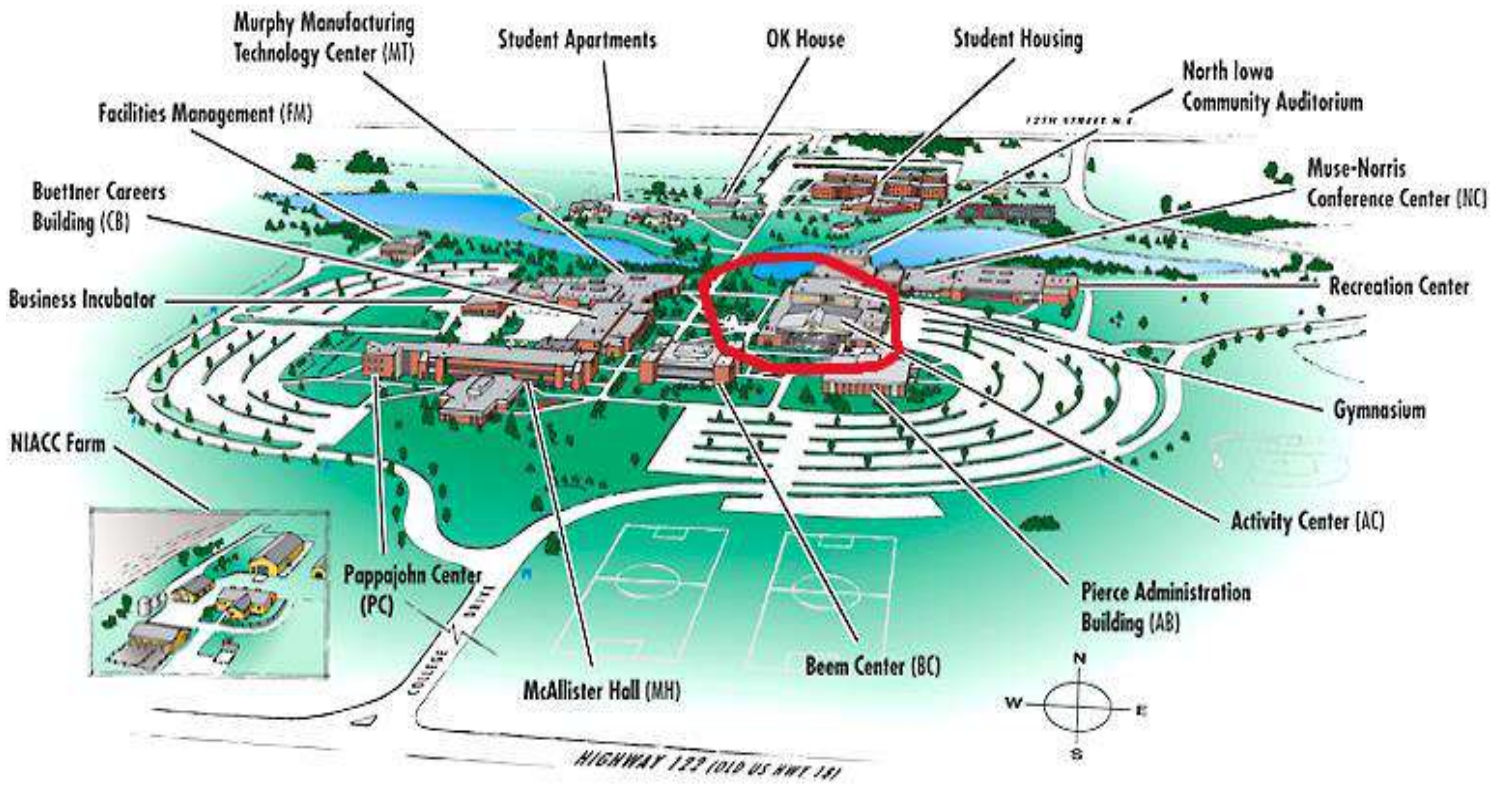 Murphy Manufacturing
Technology Center (MT)
Student Apartments
OK House
Student Housing
North Iowa
Community Auditorium
Facilities Management (FM)
12TH STREET N.E.
Buettner Careers
Building (CB)
Muse-Norris
Conference Center (NC)
Business Incubator
Recreation Center
Gymnasium
NIACC Farm
Activity Center (AC)
Pappajohn Center
(PC)
Pierce Administration
Building (AB)
COLLEGE DRIVE
McAllister Hall (MH)
Beem Center (BC)
N
W
E
S
HIGHWAY 122 (OLD US HWY 18)